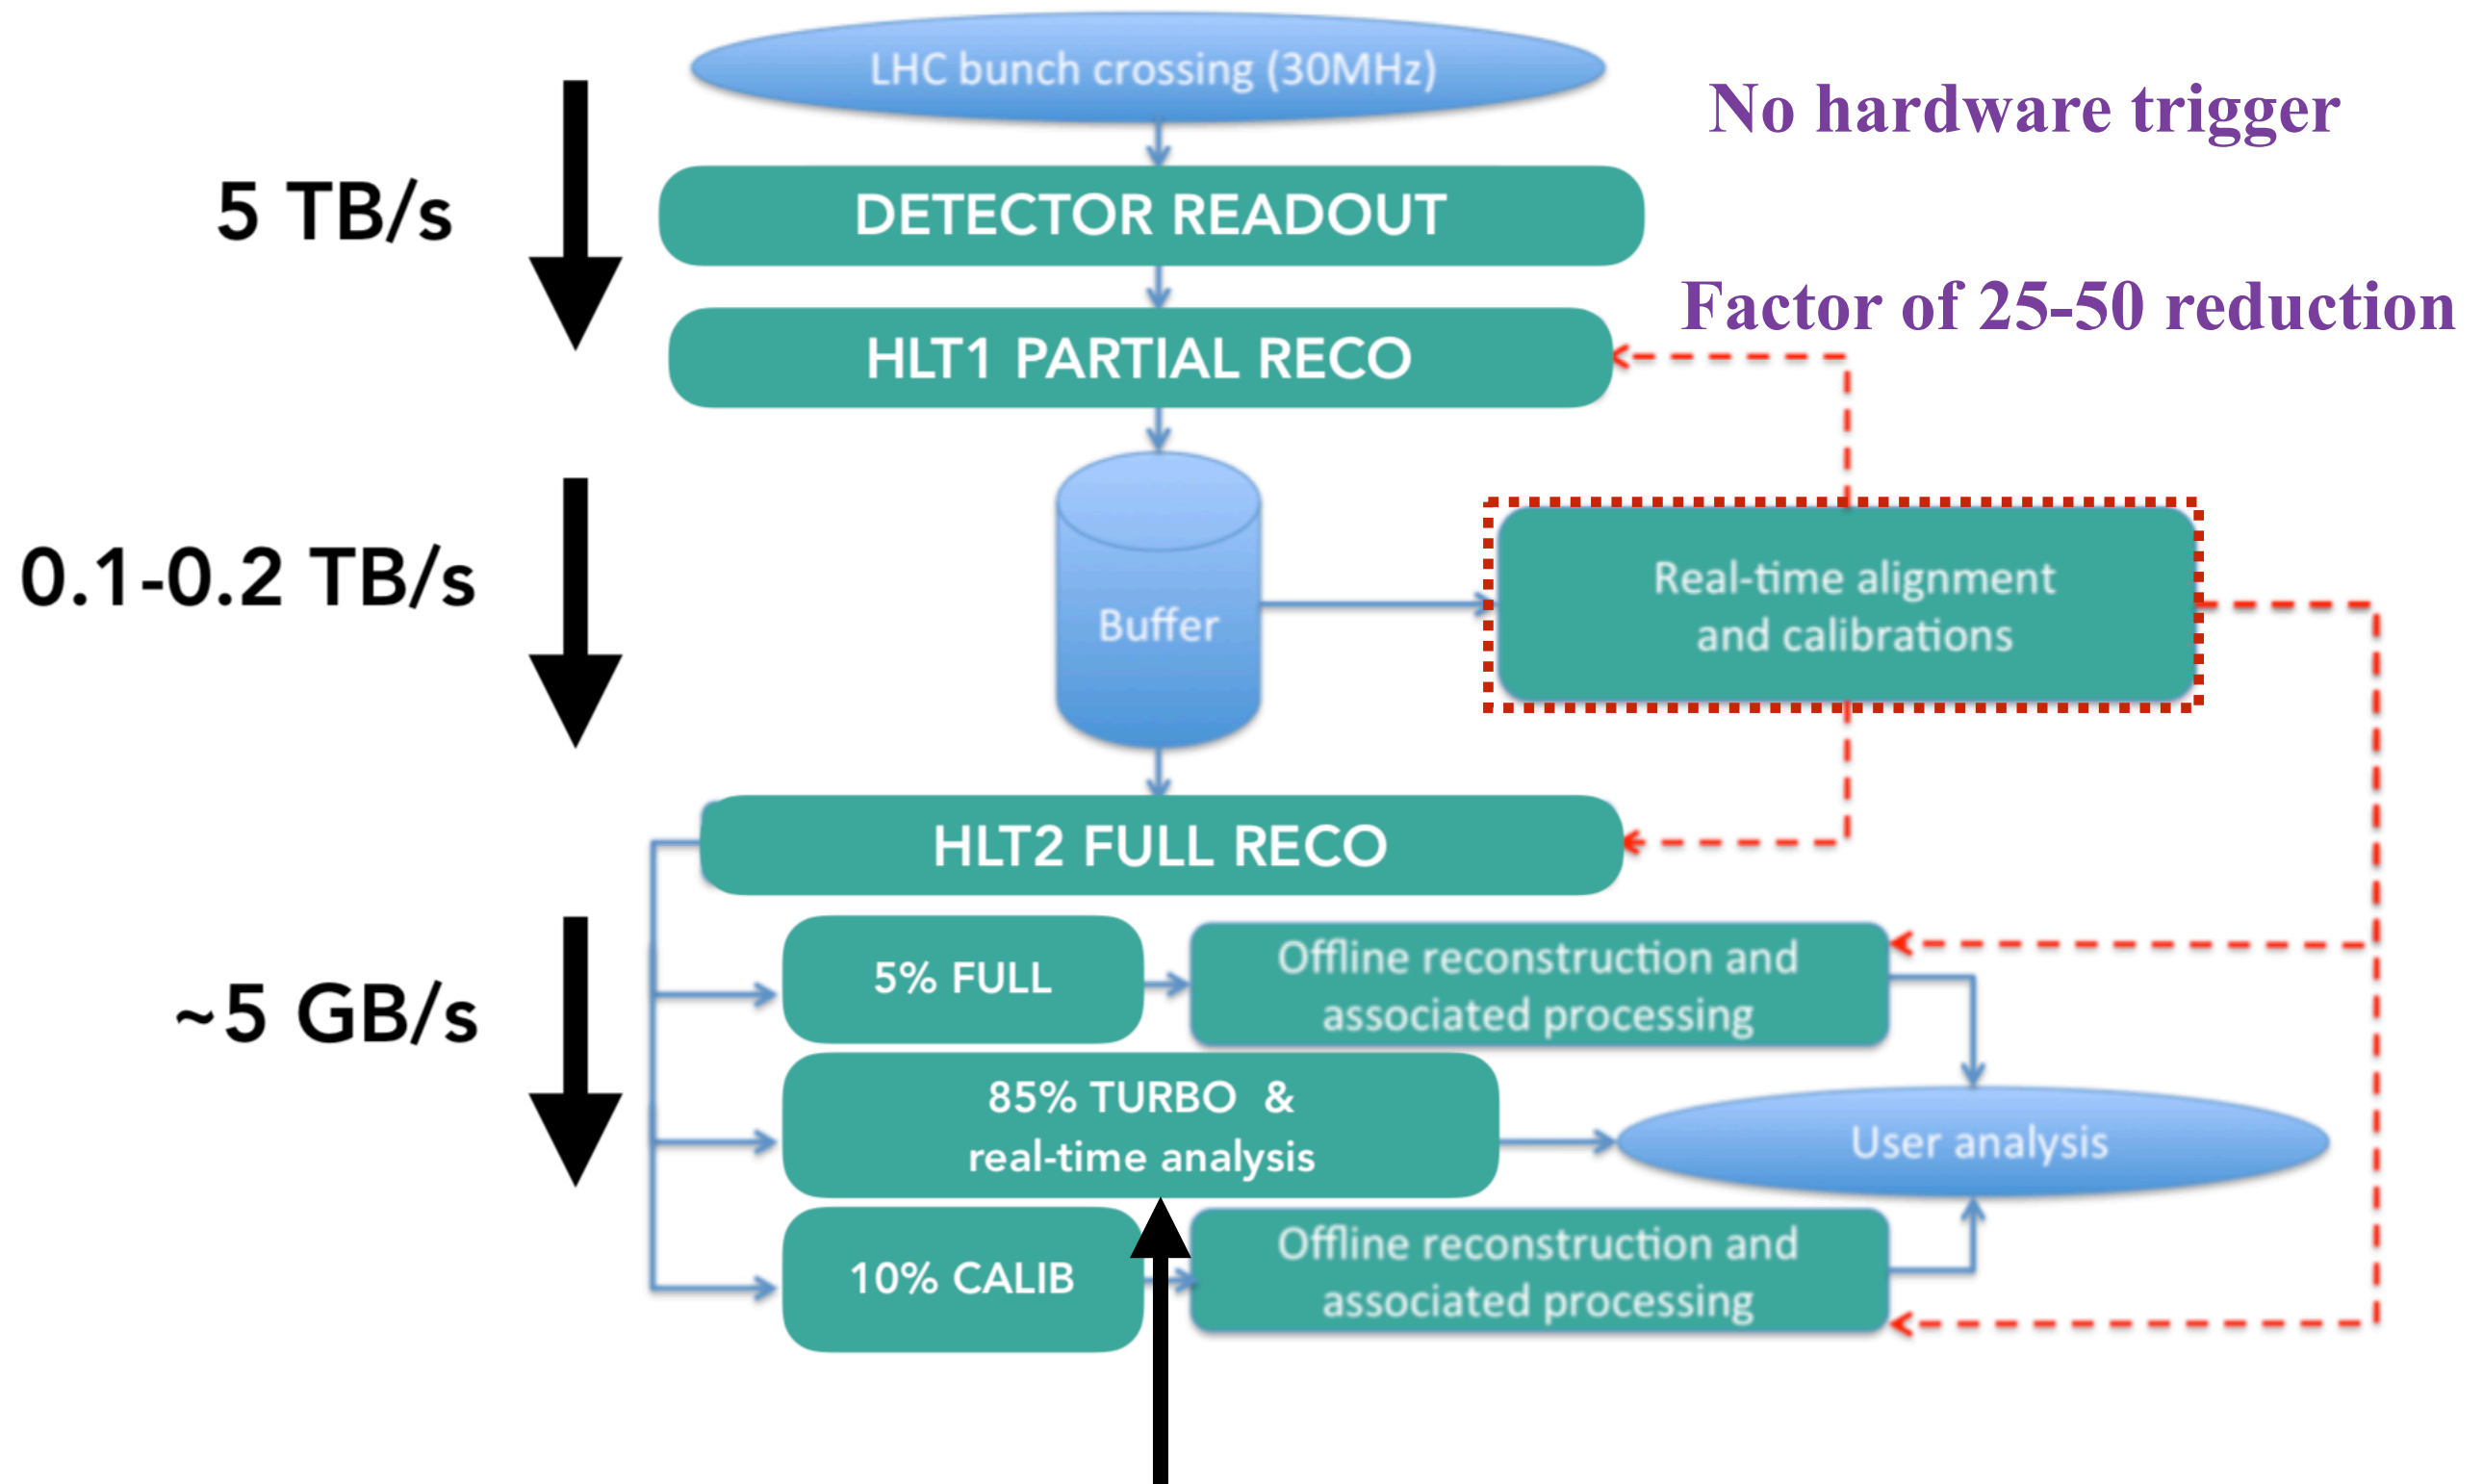 LHC bunch crossing (30MHz)
No hardware trigger
5 TB/s
DETECTOR READOUT
Factor of 25-50 reduction
HLT1 PARTIAL RECO
0.1-0.2 TB/s
Buffer
Real-time alignment
and calibrations
HLT2 FULL RECO
~5 GB/s
5% FULL
Offline reconstruction and
associated processing
85% TURBO &
real-time analysis
User analysis
10% CALIB
Offline reconstruction and
associated processing